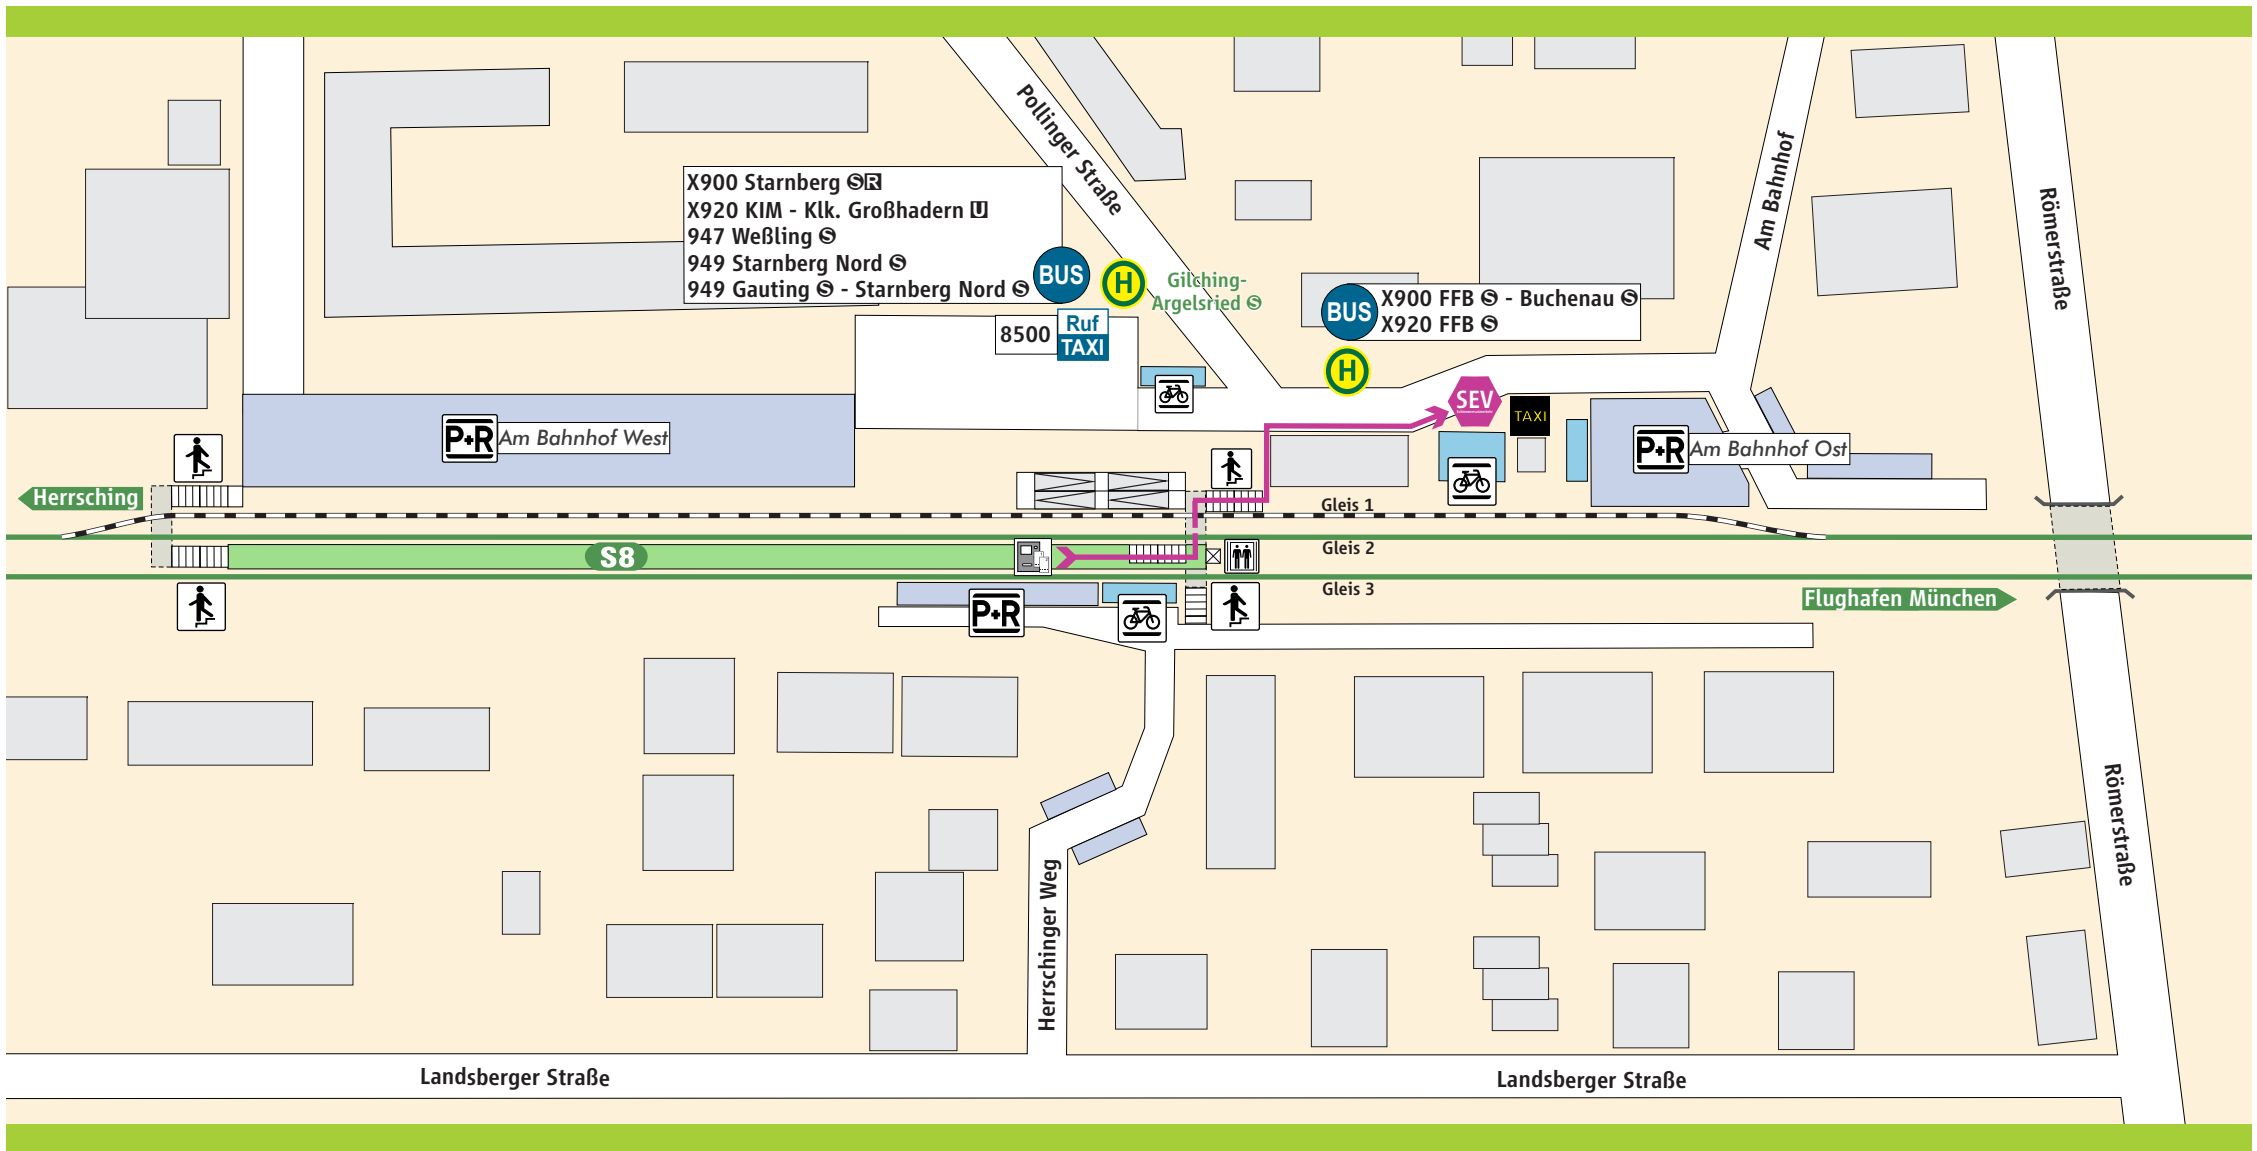 Pollinger Straße
Am Bahnhof
Römerstraße
X900 Starnberg S R
X920 KIM - Klk. Großhadern U
947 Weßling S
949 Starnberg Nord S
949 Gauting S - Starnberg Nord S
BUS
H
Gilching-
Argelsried S
BUS
X900 FFB S - Buchenau S
X920 FFB S
H
8500
Ruf
TAXI
SEV
TAXI
P+R
Am Bahnhof West
P+R
Am Bahnhof Ost
Herrsching
Gleis 1
S8
Gleis 2
Gleis 3
Flughafen München
P+R
Herrschinger Weg
Römerstraße
Landsberger Straße
Landsberger Straße